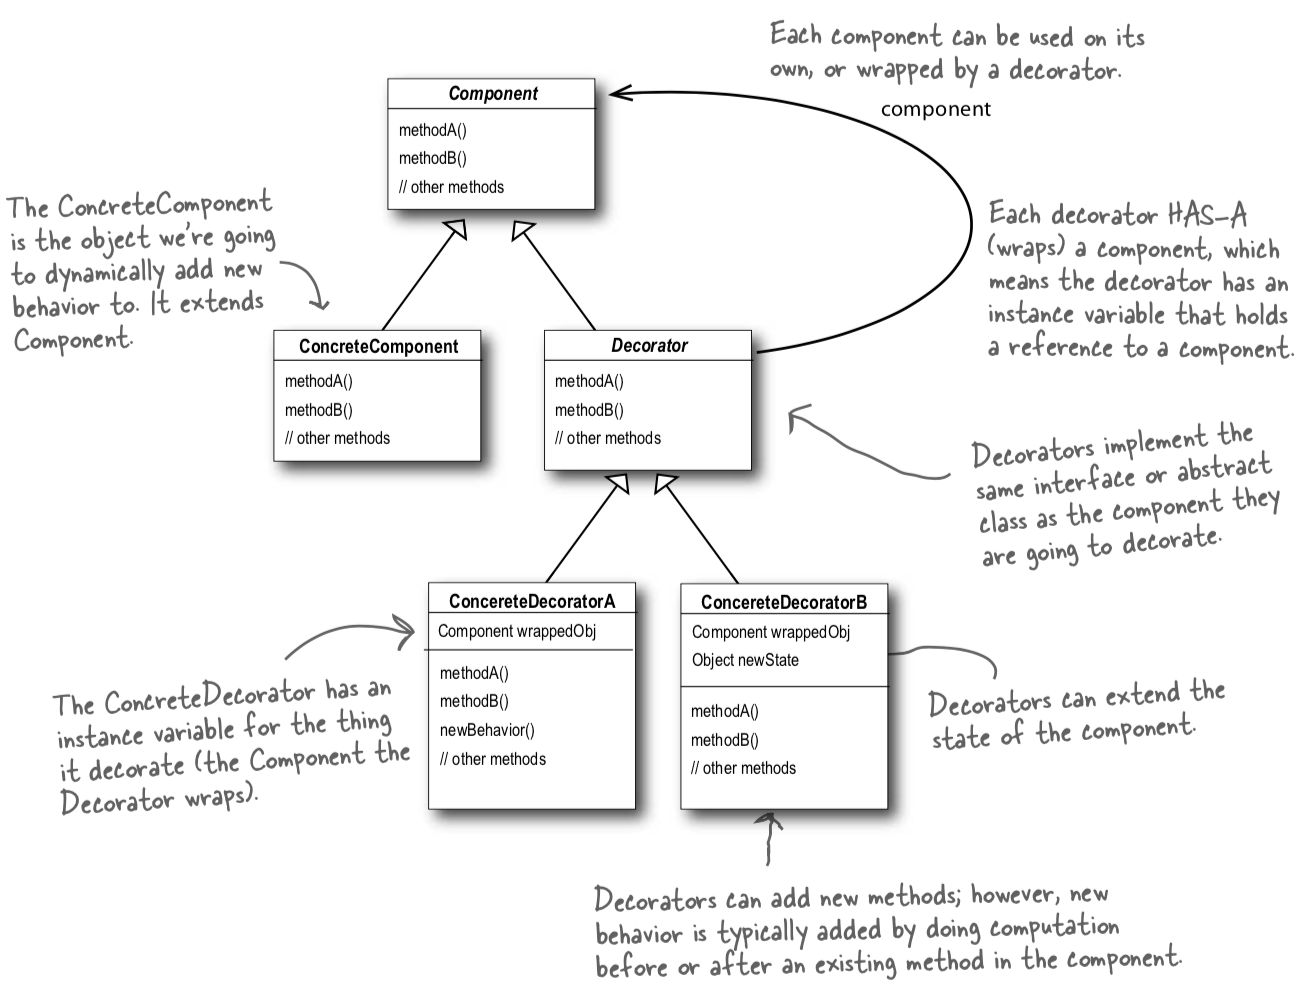 Each component can be used on its
own, or wrapped by a decorator.
component
Component
methodA()
methodB()
// other methods
The ConcreteComponent
is the object we're going
to dynamically add new
behavior to. It extends
Component.
Each decorator HAS-A
(wraps) a component, which
means the decorator has an
instance variable that holds
a reference to a component.
ConcreteComponent
methodA()
methodB()
// other methods
Decorator
methodA()
methodB()
// other methods
Decorators implement the
same interface or abstract
class as the component they
are going to decorate.
ConcereteDecoratorA
Component wrappedObj
methodA()
methodB()
newBehavior()
// other methods
ConcereteDecoratorB
Component wrappedObj
Object newState
methodA()
methodB()
// other methods
The ConcreteDecorator has an
instance variable for the thing
it decorate (the Component the
Decorator wraps).
Decorators can extend the
state of the component.
Decorators can add new methods; however, new
behavior is typically added by doing computation
before or after an existing method in the component.